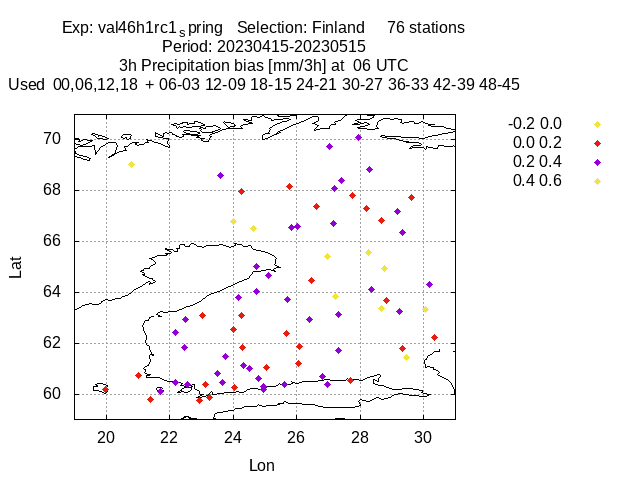 Exp: val46h1rc1spring   Selection: Finland     76 stations
Period: 20230415-20230515
3h Precipitation bias [mm/3h] at  06 UTC
Used  00,06,12,18  + 06-03 12-09 18-15 24-21 30-27 36-33 42-39 48-45
-0.2 0.0
0.0 0.2
0.2 0.4
0.4 0.6
70
68
66
64
62
60
Lat
20 22 24 26 28 30
Lon